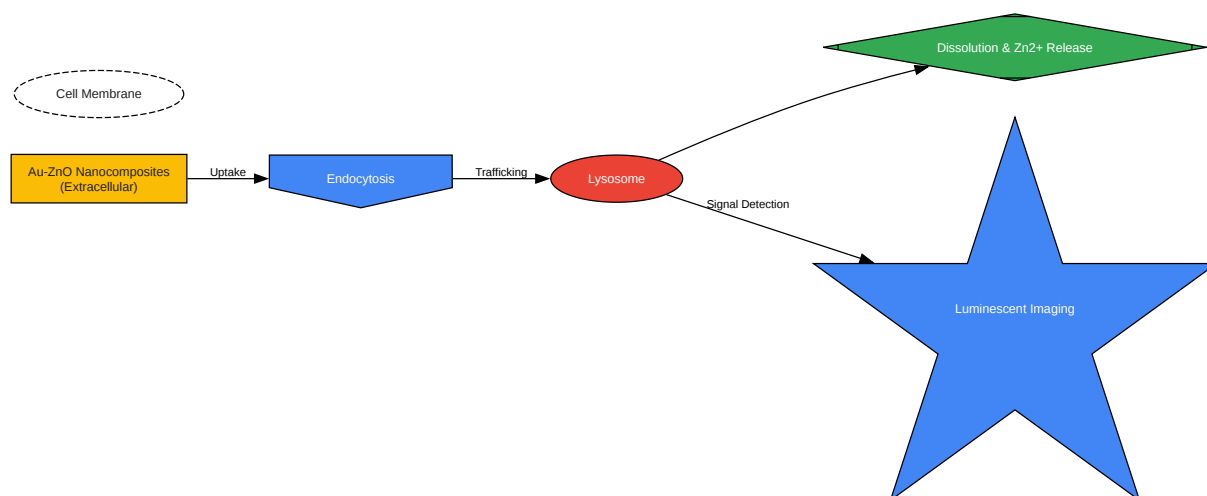 Dissolution & Zn2+ Release
Cell Membrane
Au-ZnO Nanocomposites
(Extracellular)
Uptake
Endocytosis
Trafficking
Lysosome
Signal Detection
Luminescent Imaging